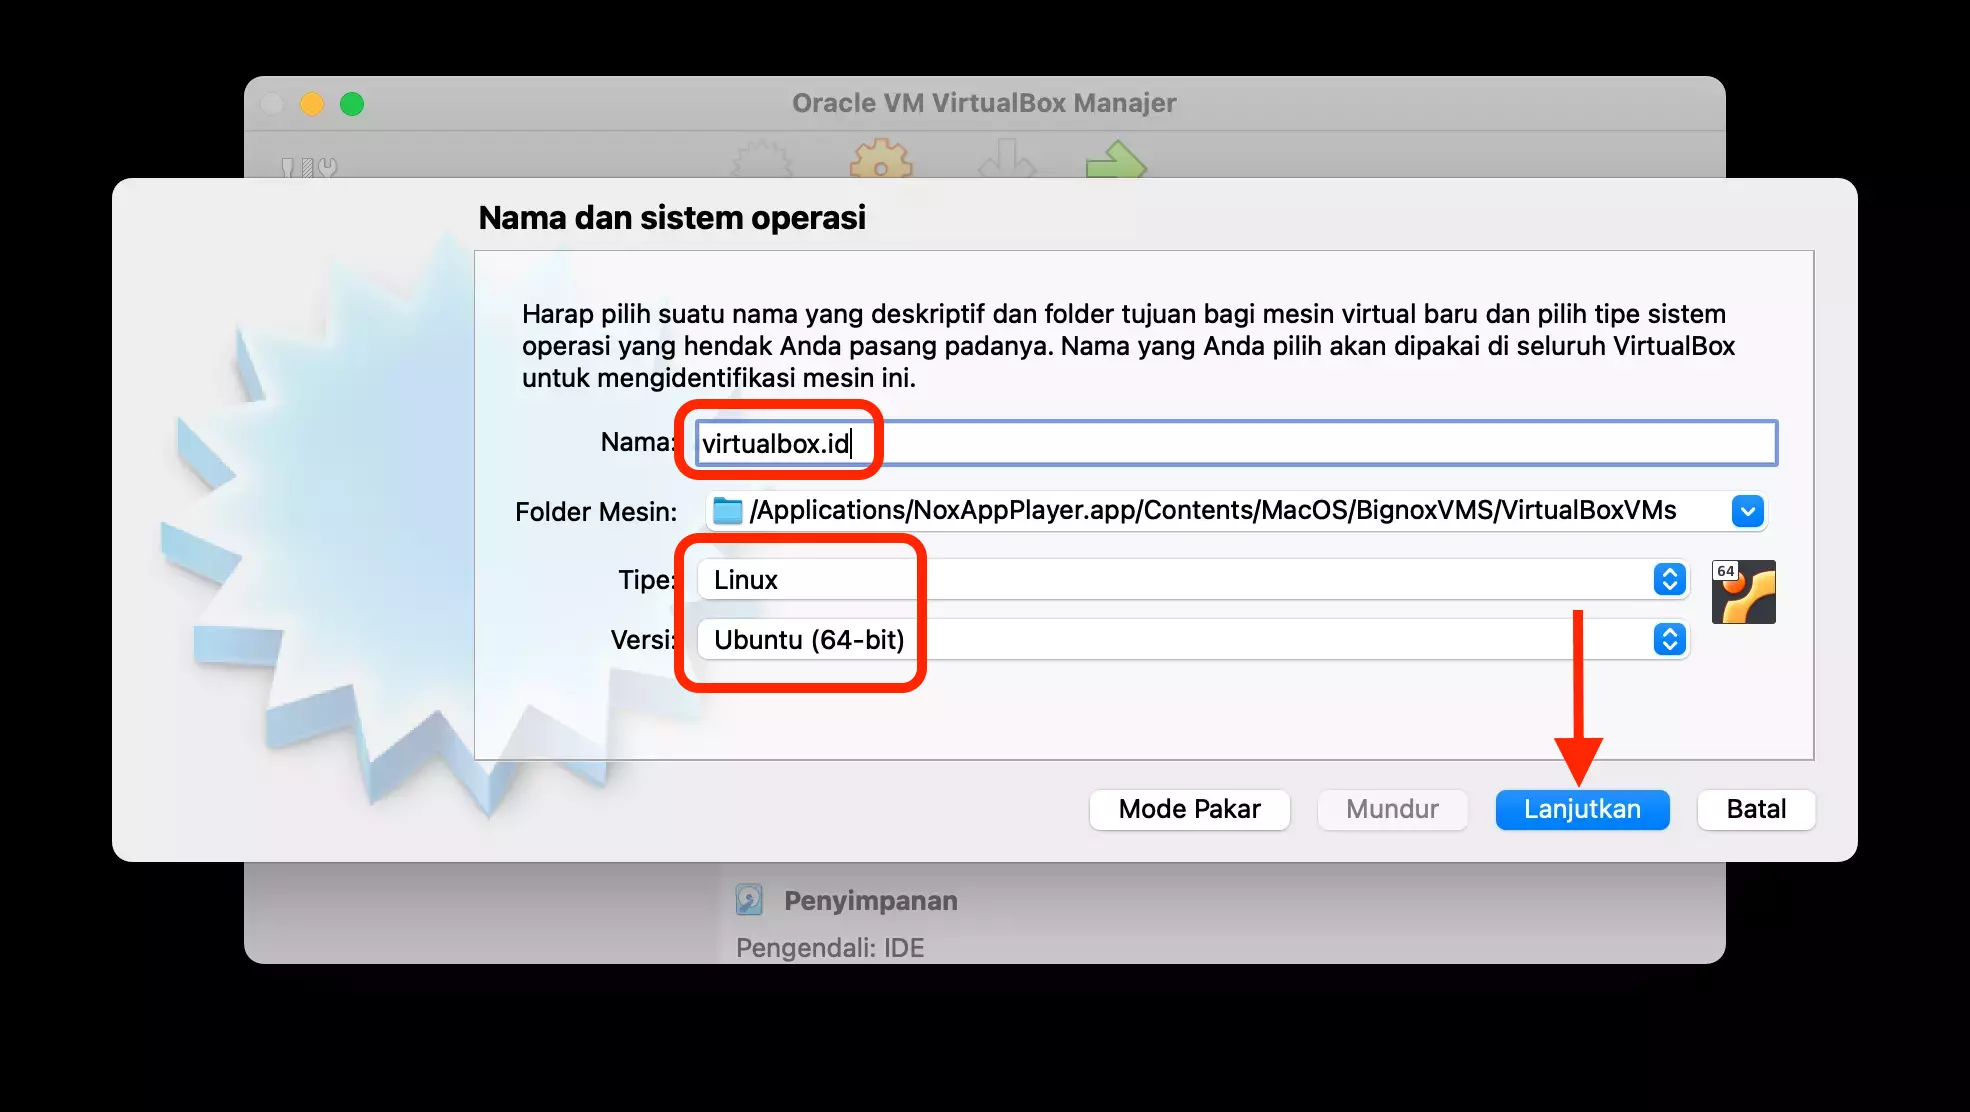 Oracle VM VirtualBox Manajer
Nama dan sistem operasi
Harap pilih suatu nama yang deskriptif dan folder tujuan bagi mesin virtual baru dan pilih tipe sistem
operasi yang hendak Anda pasang padanya. Nama yang Anda pilih akan dipakai di seluruh VirtualBox
untuk mengidentifikasi mesin ini.
Nama: virtualbox.id
Folder Mesin: /Applications/NoxAppPlayer.app/Contents/MacOS/BignoxVMS/VirtualBoxVMs
Tipe: Linux
64
Versi: Ubuntu (64-bit)
Mode Pakar Mundur Lanjutkan Batal
Penyimpanan
Pengendali: IDE